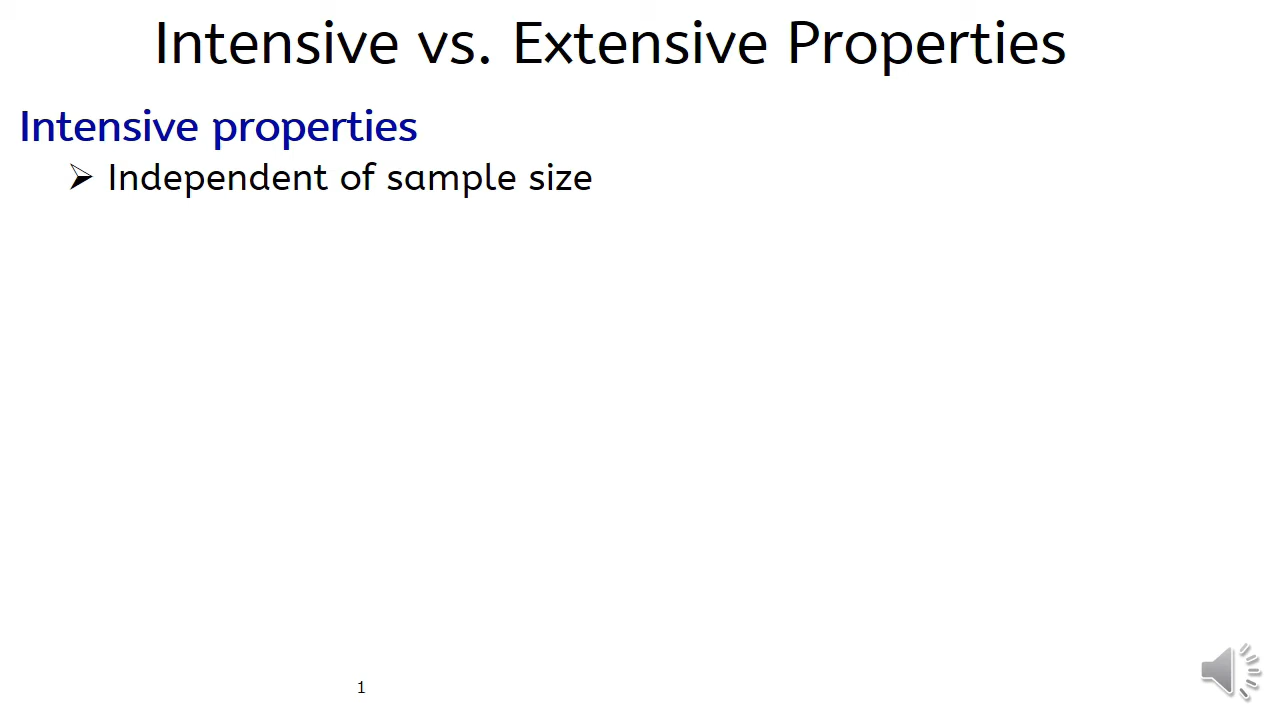 Intensive vs. Extensive Properties
Intensive properties
➢ Independent of sample size
1